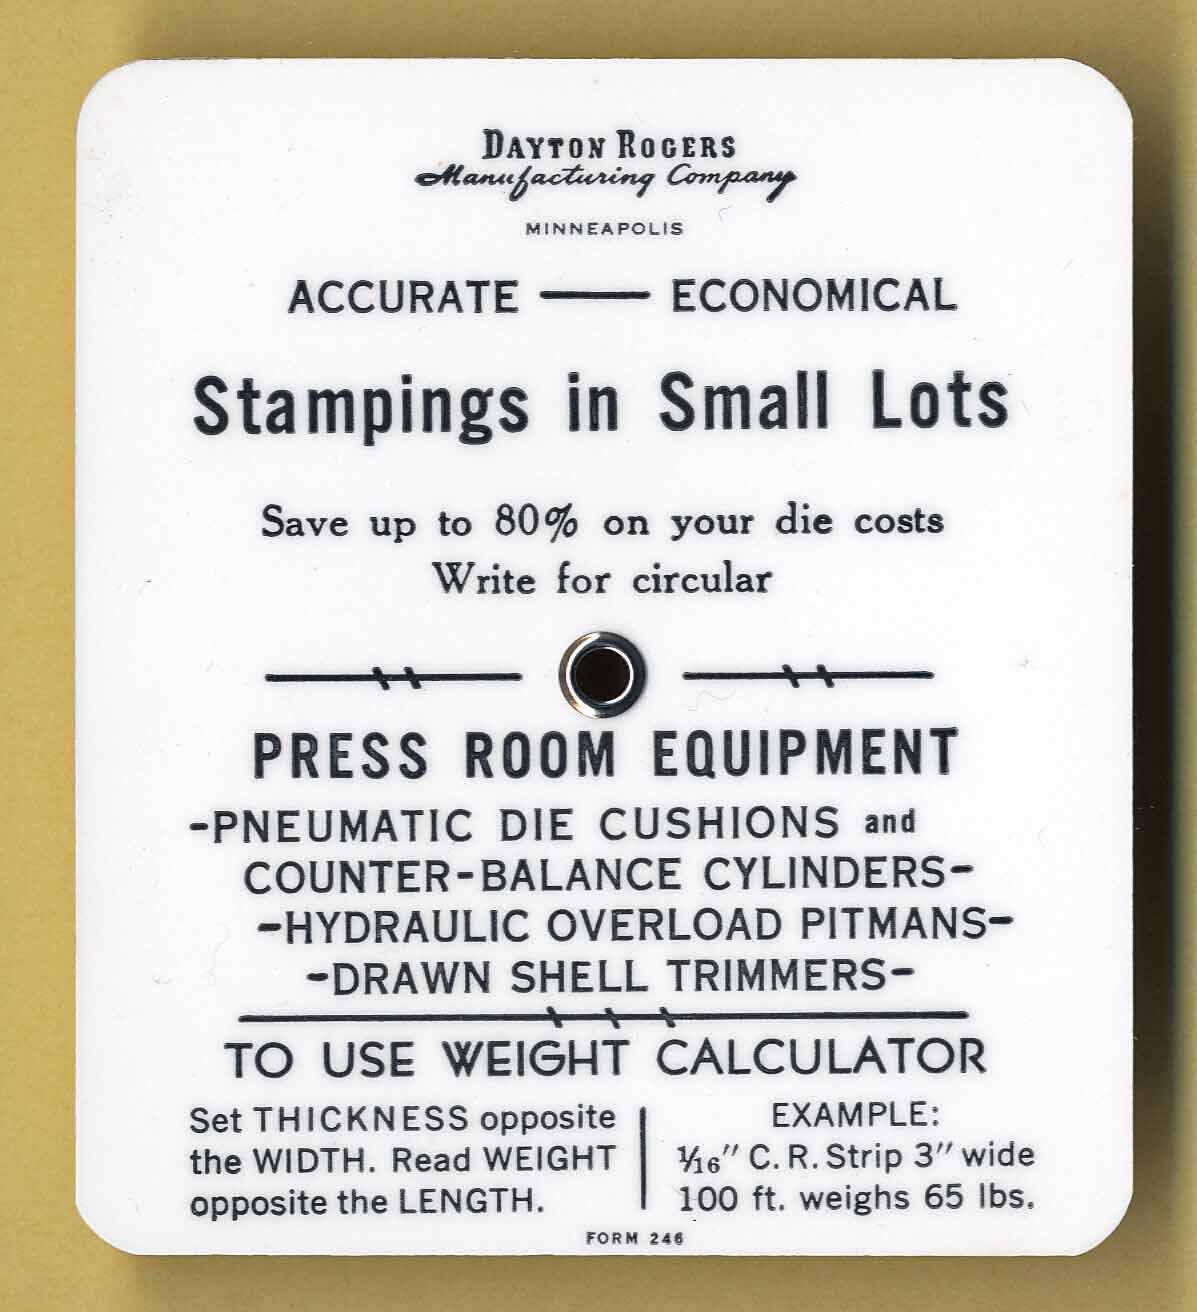 DAYTON ROGERS
Manufacturing Company
MINNEAPOLIS
ACCURATE — ECONOMICAL
Stampings in Small Lots
Save up to 80% on your die costs
Write for circular
PRESS ROOM EQUIPMENT
-PNEUMATIC DIE CUSHIONS and
COUNTER-BALANCE CYLINDERS-
-HYDRAULIC OVERLOAD PITMANS-
-DRAWN SHELL TRIMMERS-
TO USE WEIGHT CALCULATOR
Set THICKNESS opposite
the WIDTH. Read WEIGHT
opposite the LENGTH.
EXAMPLE:
1/16" C. R. Strip 3" wide
100 ft. weighs 65 lbs.
FORM 246